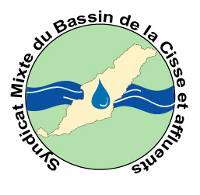 Syndicat Mixte du Bassin de la Cisse et affluents